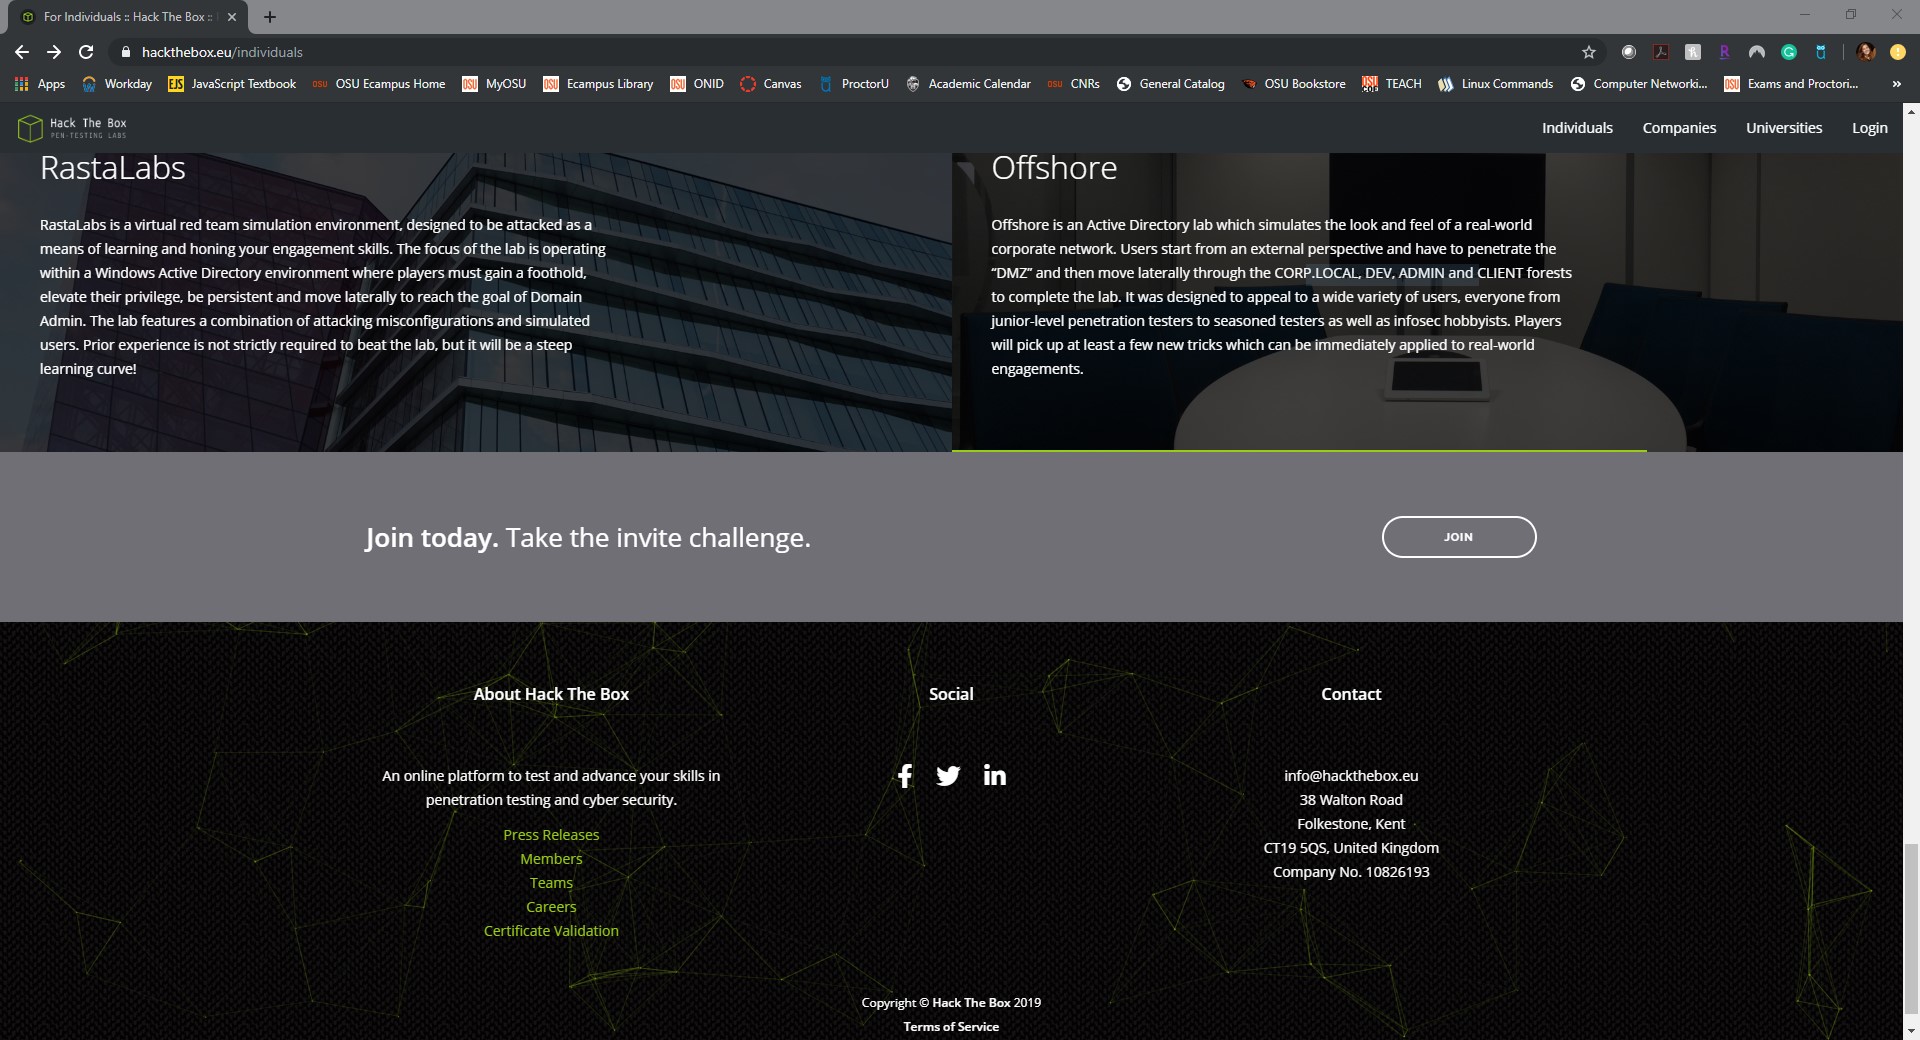 For Individuals :: Hack The Box ::
hackthebox.eu/individuals
Apps Workday JavaScript Textbook OSU Ecampus Home MyOSU Ecampus Library ONID Canvas ProctorU Academic Calendar CNRs General Catalog OSU Bookstore TEACH Linux Commands Computer Networki... Exams and Proctori... »
Hack The Box
PEN-TESTING LABS
Individuals Companies Universities Login
RastaLabs
RastaLabs is a virtual red team simulation environment, designed to be attacked as a
means of learning and honing your engagement skills. The focus of the lab is operating
within a Windows Active Directory environment where players must gain a foothold,
elevate their privilege, be persistent and move laterally to reach the goal of Domain
Admin. The lab features a combination of attacking misconfigurations and simulated
users. Prior experience is not strictly required to beat the lab, but it will be a steep
learning curve!
Offshore
Offshore is an Active Directory lab which simulates the look and feel of a real-world
corporate network. Users start from an external perspective and have to penetrate the
“DMZ” and then move laterally through the CORP.LOCAL, DEV, ADMIN and CLIENT forests
to complete the lab. It was designed to appeal to a wide variety of users, everyone from
junior-level penetration testers to seasoned testers as well as infosec hobbyists. Players
will pick up at least a few new tricks which can be immediately applied to real-world
engagements.
Join today. Take the invite challenge.
JOIN
About Hack The Box
An online platform to test and advance your skills in
penetration testing and cyber security.
Press Releases
Members
Teams
Careers
Certificate Validation
Social
Contact
info@hackthebox.eu
38 Walton Road
Folkestone, Kent
CT19 5QS, United Kingdom
Company No. 10826193
Copyright © Hack The Box 2019
Terms of Service